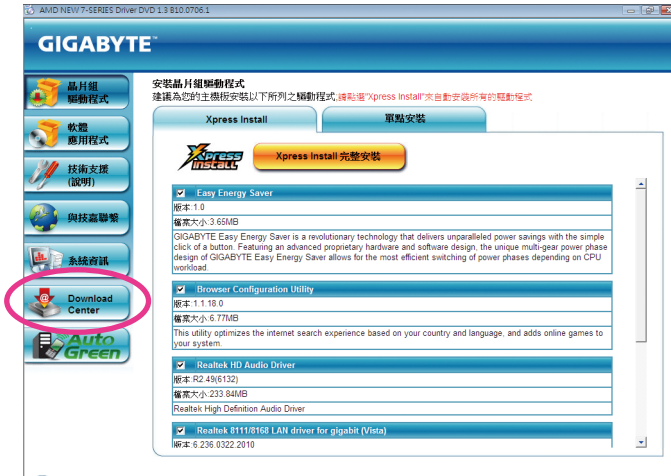 AMD NEW 7-SERIES Driver DVD 1.3 B10.0706.1
GIGABYTE™
晶片組
驅動程式
軟體
應用程式
技術支援
(說明)
與技嘉聯繫
系統資訊
Download
Center
Auto
Green
安裝晶片組驅動程式
建議為您的主機板安裝以下所列之驅動程式,請點選"Xpress Install"來自動安裝所有的驅動程式
Xpress Install
單點安裝
Xpress
INSTALL
Xpress Install 完整安裝
Easy Energy Saver
版本:1.0
檔案大小:3.65MB
GIGABYTE Easy Energy Saver is a revolutionary technology that delivers unparalleled power savings with the simple
click of a button. Featuring an advanced proprietary hardware and software design, the unique multi-gear power phase
design of GIGABYTE Easy Energy Saver allows for the most efficient switching of power phases depending on CPU
workload.
Browser Configuration Utility
版本:1.1.18.0
檔案大小:6.77MB
This utility optimizes the internet search experience based on your country and language, and adds online games to
your system.
Realtek HD Audio Driver
版本:R2.49(6132)
檔案大小:233.84MB
Realtek High Definition Audio Driver
Realtek 8111/8168 LAN driver for gigabit (Vista)
版本:6.236.0322.2010